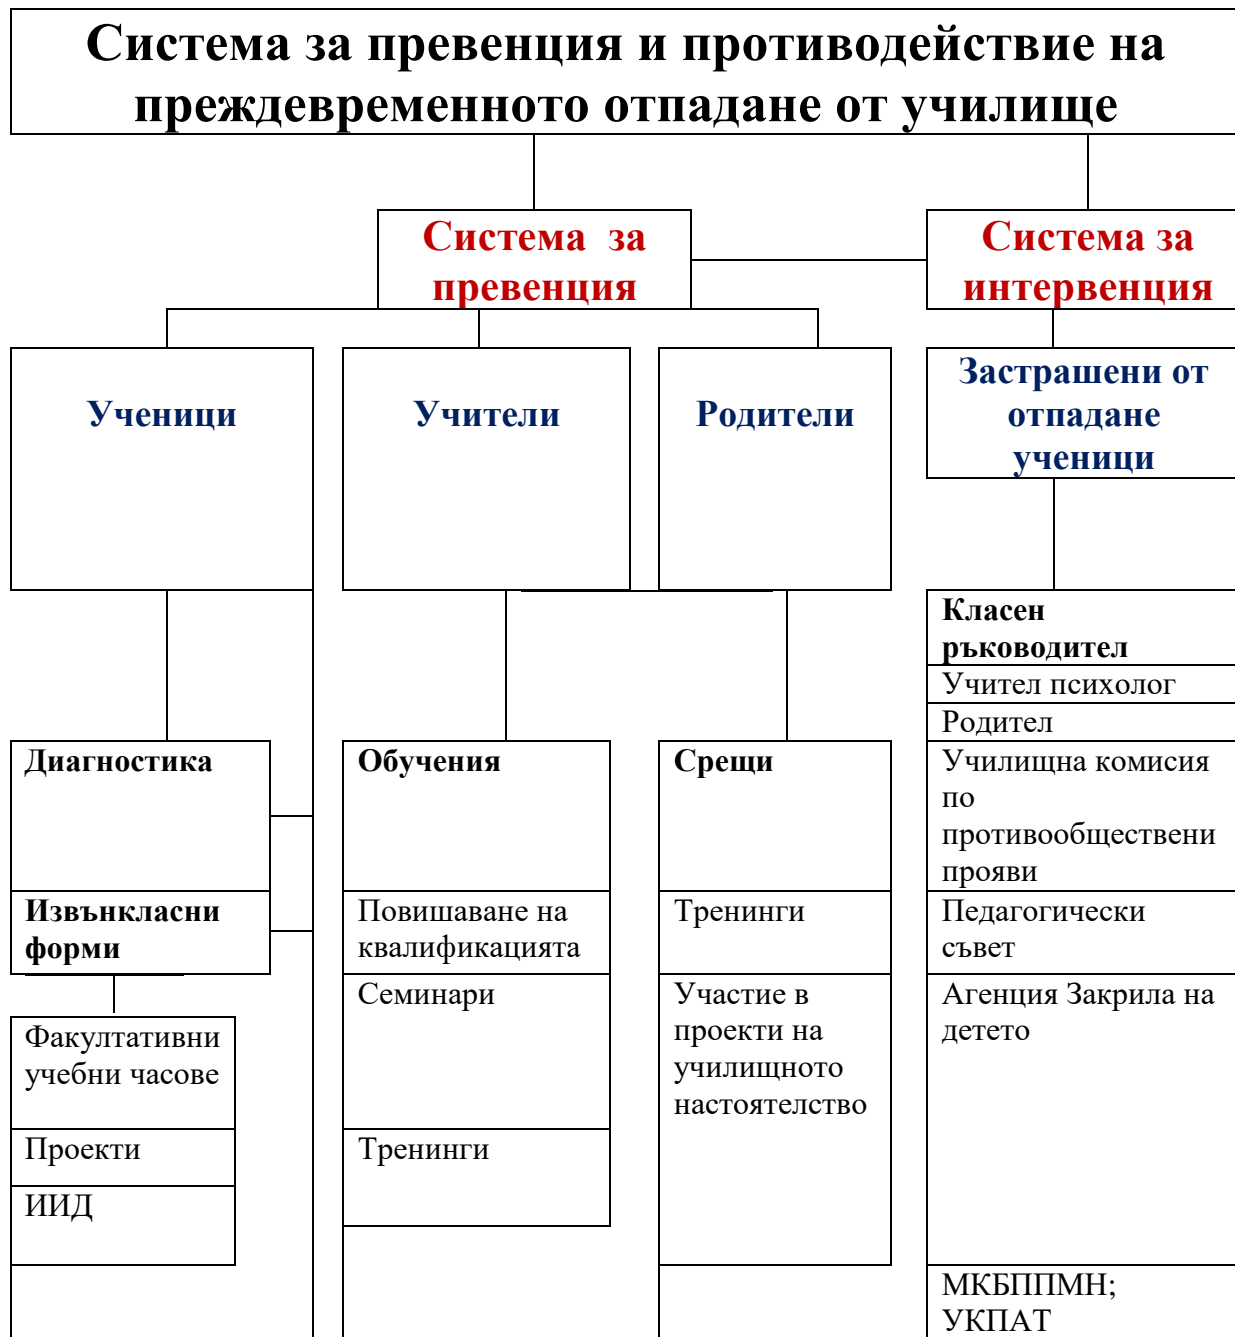 Система за превенция и противодействие на
преждевременното отпадане от училище
Система за
превенция
Система за
интервенция
Ученици
Учители
Родители
Застрашени от
отпадане
ученици
Класен
ръководител
Учител психолог
Родител
Училищна комисия
по
противообществени
прояви
Педагогически
съвет
Агенция Закрила на
детето
МКБППМН;
УКПАТ
Диагностика
Извънкласни
форми
Факултативни
учебни часове
Проекти
ИИД
Обучения
Повишаване на
квалификацията
Семинари
Тренинги
Срещи
Тренинги
Участие в
проекти на
училищното
настоятелство